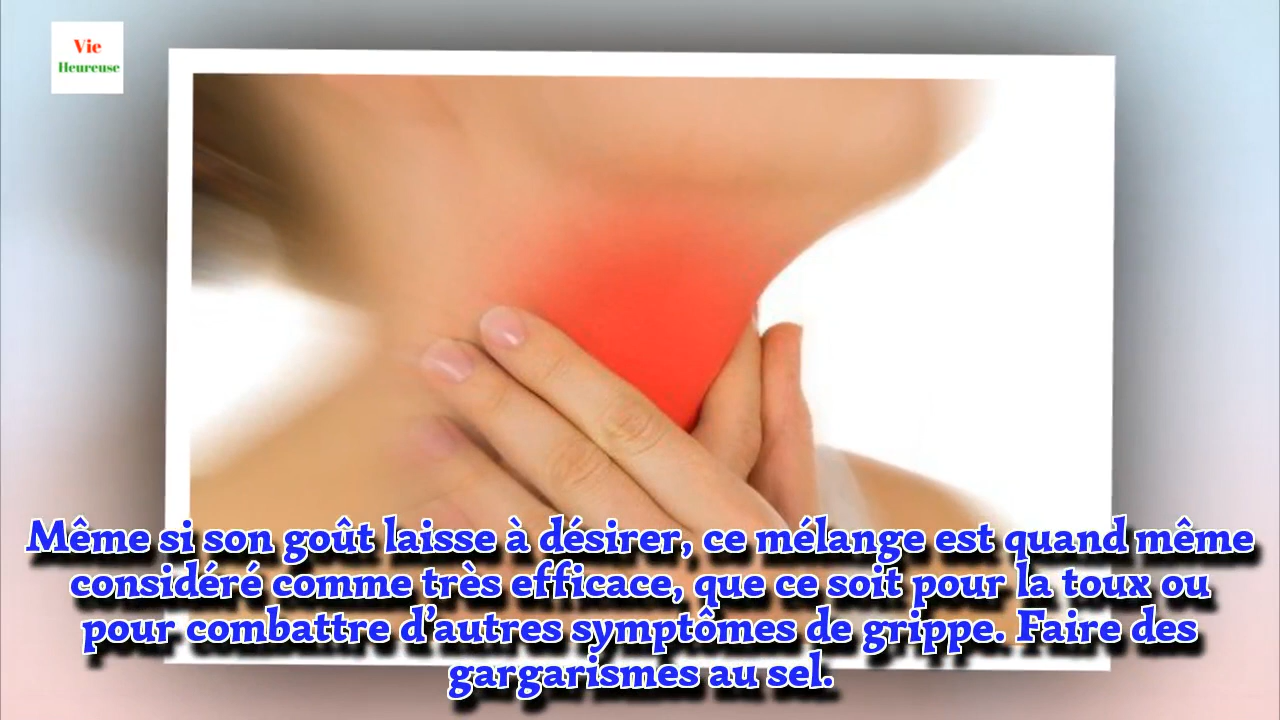 Vie
Heureuse
Même si son goût laisse à désirer, ce mélange est quand même
considéré comme très efficace, que ce soit pour la toux ou
pour combattre d'autres symptômes de grippe. Faire des
gargarismes au sel.